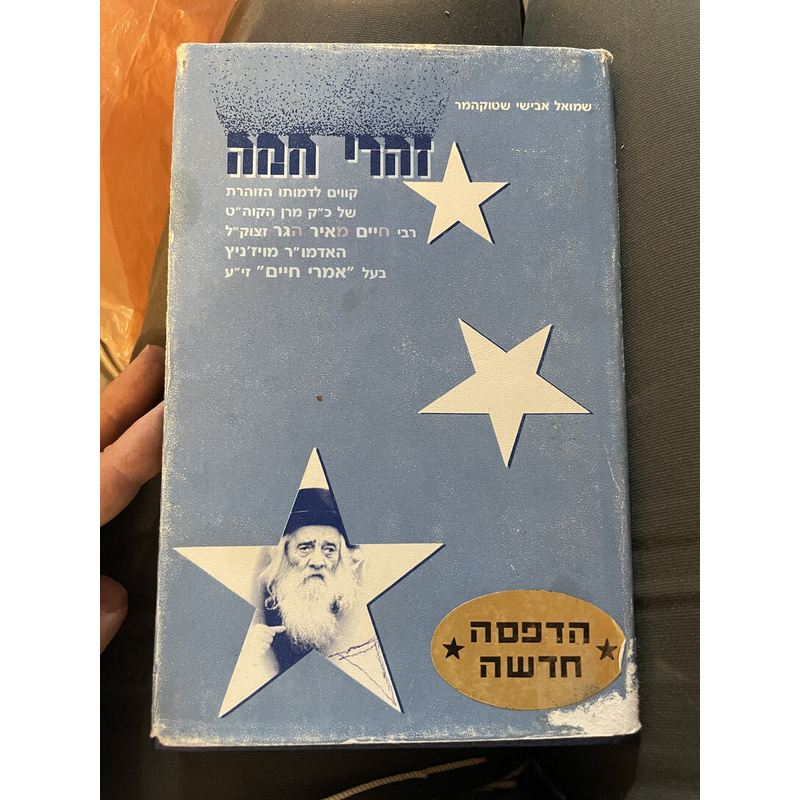 שמואל אבישי שטוקהמר
זהרי חמה
קווים לדמותו הזוהרת
של כ״ק מרן הקוה״ט
רבי חיים מאיר הגר זצוק״ל
האדמו״ר מויז׳ניץ
בעל ״אמרי חיים״ זי״ע
הדפסה
חדשה